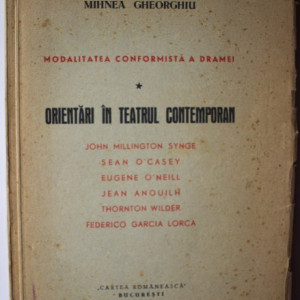 MIHNEA GHEORGHIU
MODALITATEA CONFORMISTĂ A DRAMEI
*
ORIENTĂRI ÎN TEATRUL CONTEMPORAN
JOHN MILLINGTON SYNGE
SEAN O'CASEY
EUGENE O'NEILL
JEAN ANOUILH
THORNTON WILDER
FEDERICO GARCIA LORCA
„CARTEA ROMÂNEASCĂ”
BUCUREȘTI